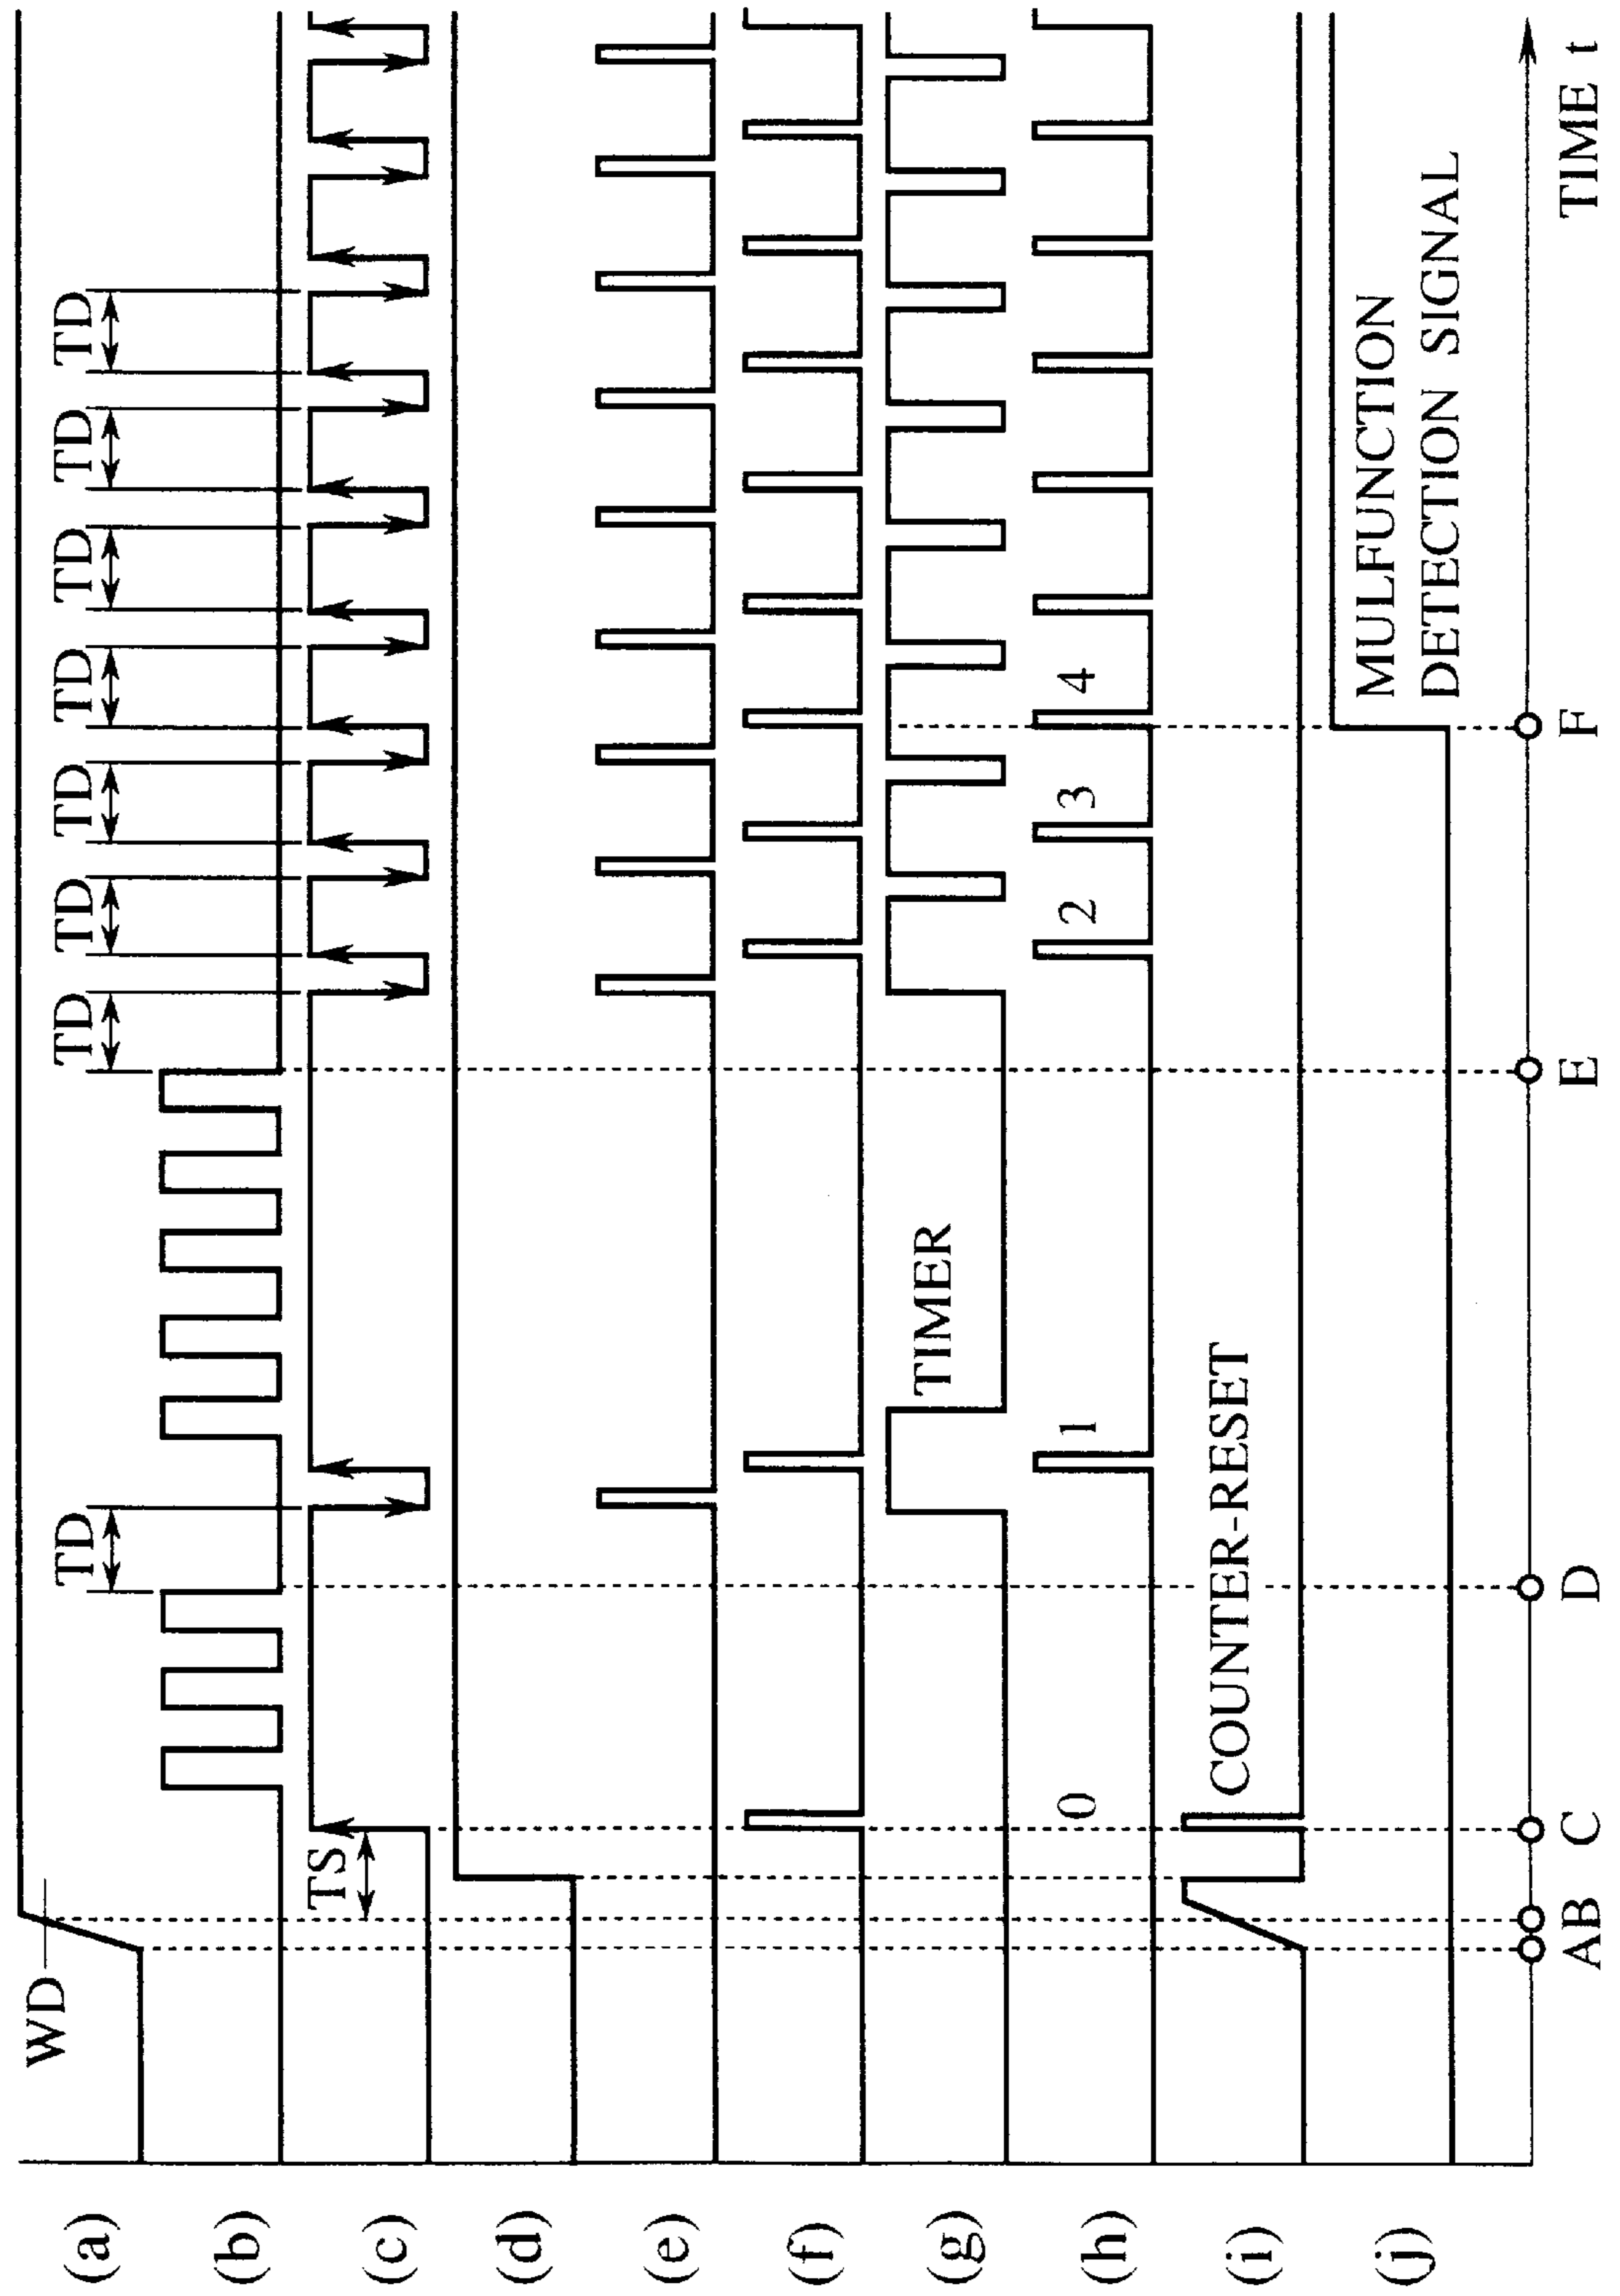 WD
(a) TD TD TD TD TD TD TD TD
(b)
(c) TS
(d)
(e)
(f)
(g) TIMER
(h) 0 1 2 3 4
(i) COUNTER-RESET
(j) MULFUNCTION
DETECTION SIGNAL
A B C D E F TIME t